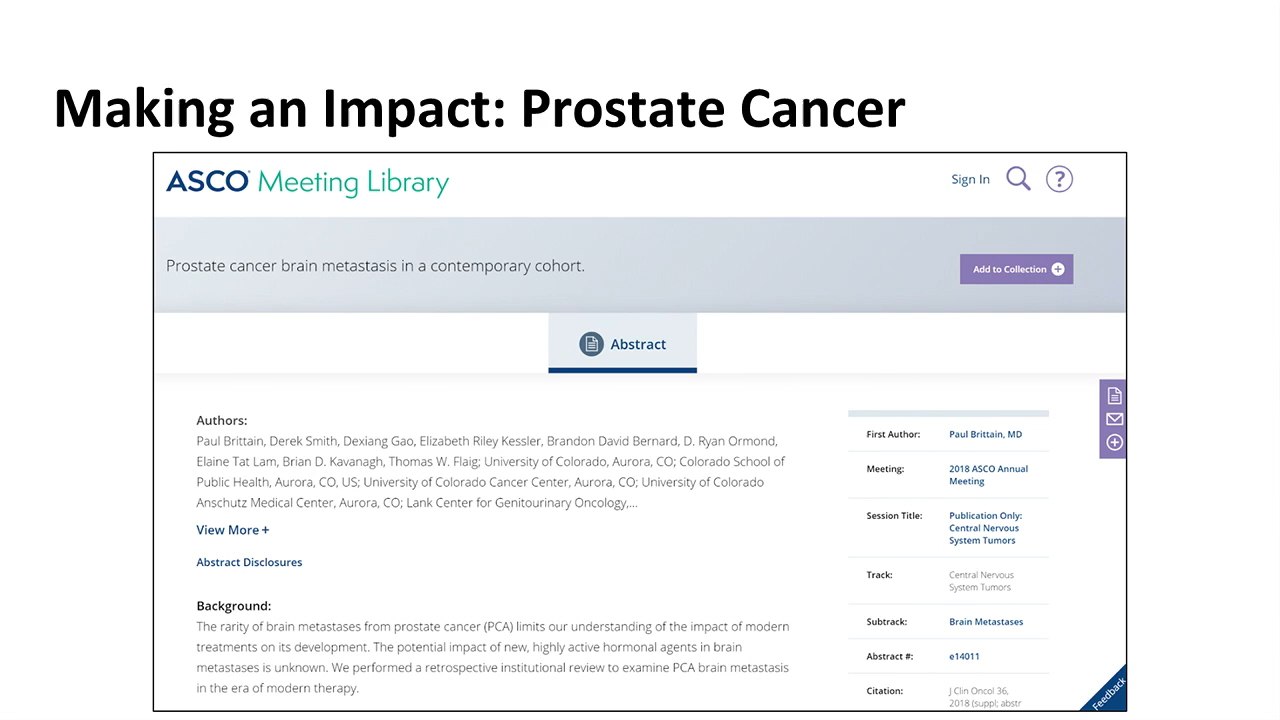 Making an Impact: Prostate Cancer
ASCO Meeting Library
Sign In
?
Prostate cancer brain metastasis in a contemporary cohort.
Add to Collection +
Abstract
Authors:
Paul Brittain, Derek Smith, Dexiang Gao, Elizabeth Riley Kessler, Brandon David Bernard, D. Ryan Ormond,
Elaine Tat Lam, Brian D. Kavanagh, Thomas W. Flaig; University of Colorado, Aurora, CO; Colorado School of
Public Health, Aurora, CO, US; University of Colorado Cancer Center, Aurora, CO; University of Colorado
Anschutz Medical Center, Aurora, CO; Lank Center for Genitourinary Oncology,...
View More +
Abstract Disclosures
Background:
The rarity of brain metastases from prostate cancer (PCA) limits our understanding of the impact of modern
treatments on its development. The potential impact of new, highly active hormonal agents in brain
metastases is unknown. We performed a retrospective institutional review to examine PCA brain metastasis
in the era of modern therapy.
First Author: Paul Brittain, MD
Meeting: 2018 ASCO Annual
Meeting
Session Title: Publication Only:
Central Nervous
System Tumors
Track: Central Nervous
System Tumors
Subtrack: Brain Metastases
Abstract #: e14011
Citation: J Clin Oncol 36,
2018 (suppl; abstr
Feedback